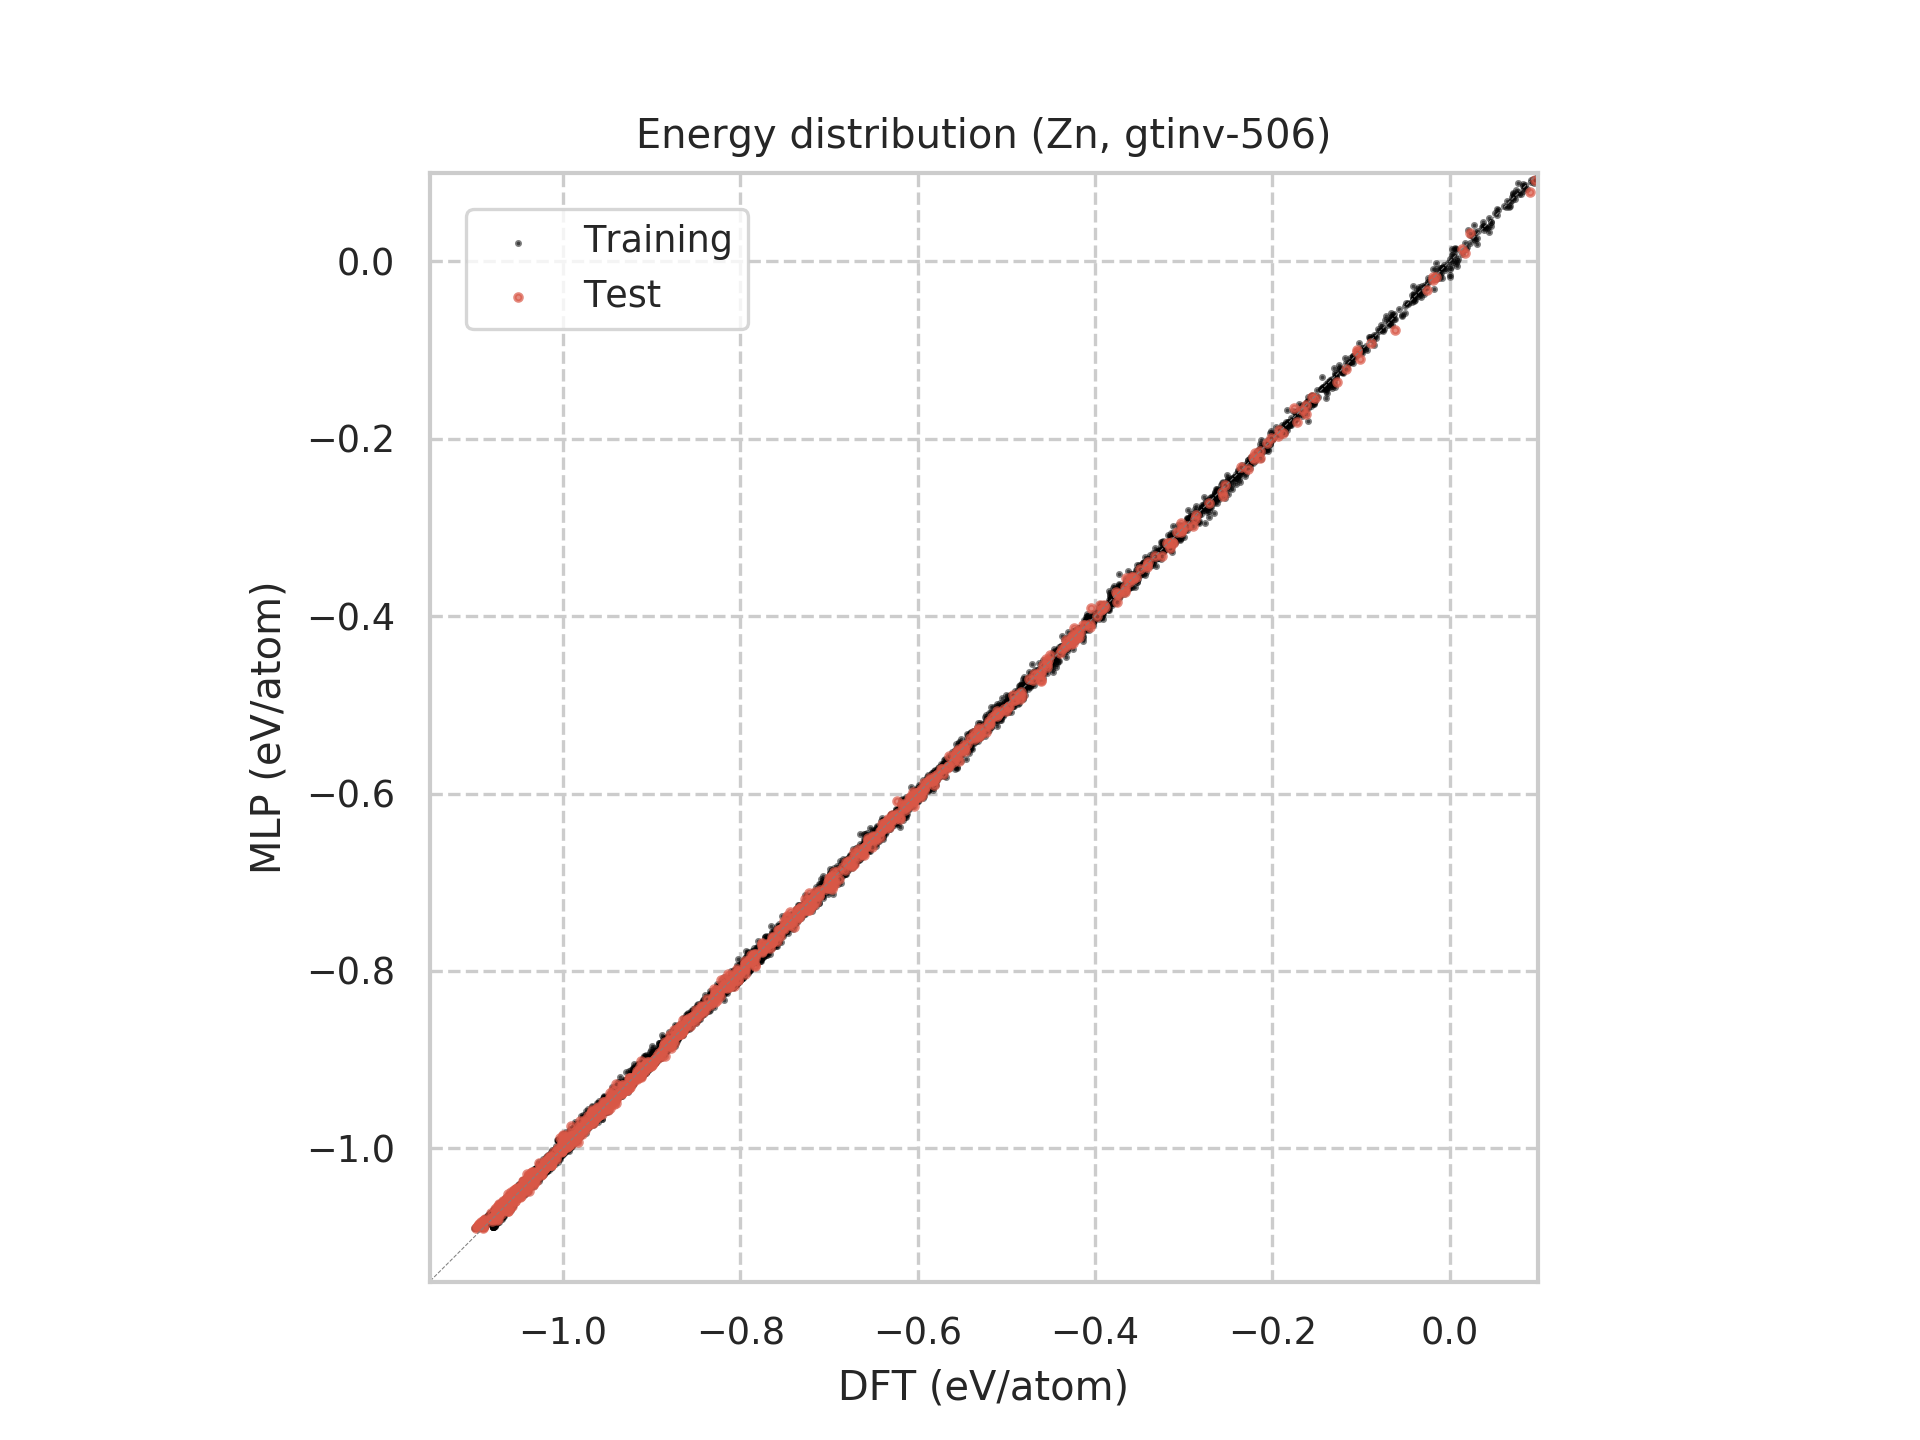 Energy distribution (Zn, gtinv-506)
Training
Test
MLP (eV/atom)
0.0
−0.2
−0.4
−0.6
−0.8
−1.0
−1.0 −0.8 −0.6 −0.4 −0.2 0.0
DFT (eV/atom)